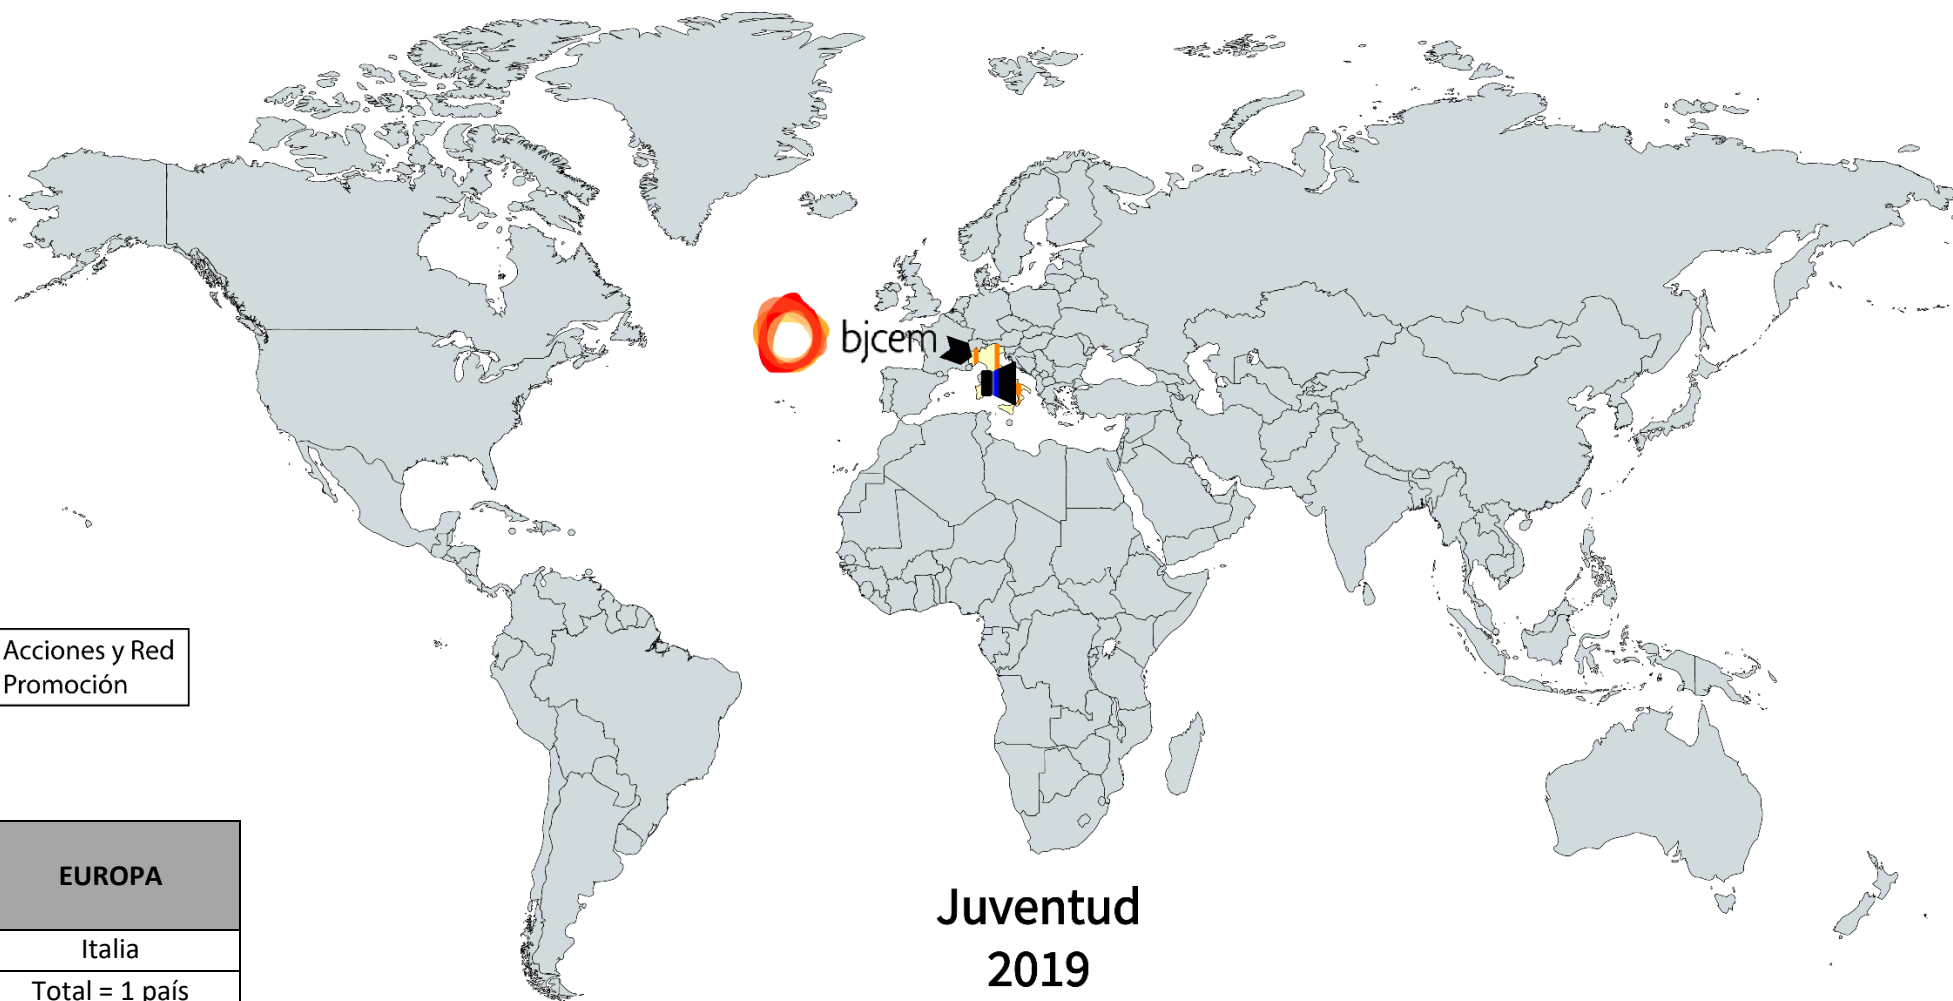 bjcem
Acciones y Red
Promoción
EUROPA
Italia
Total = 1 país
Juventud
2019